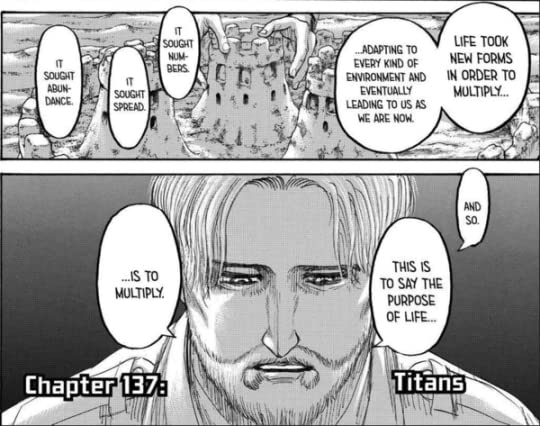 LIFE TOOK
NEW FORMS
IN ORDER TO
MULTIPLY...
...ADAPTING TO
EVERY KIND OF
ENVIRONMENT AND
EVENTUALLY
LEADING TO US AS
WE ARE NOW.
IT
SOUGHT
NUM-
BERS.
IT
SOUGHT
SPREAD.
IT
SOUGHT
ABUN-
DANCE.
AND
SO.
THIS IS
TO SAY THE
PURPOSE
OF LIFE...
...IS TO
MULTIPLY.
Chapter 137:
Titans